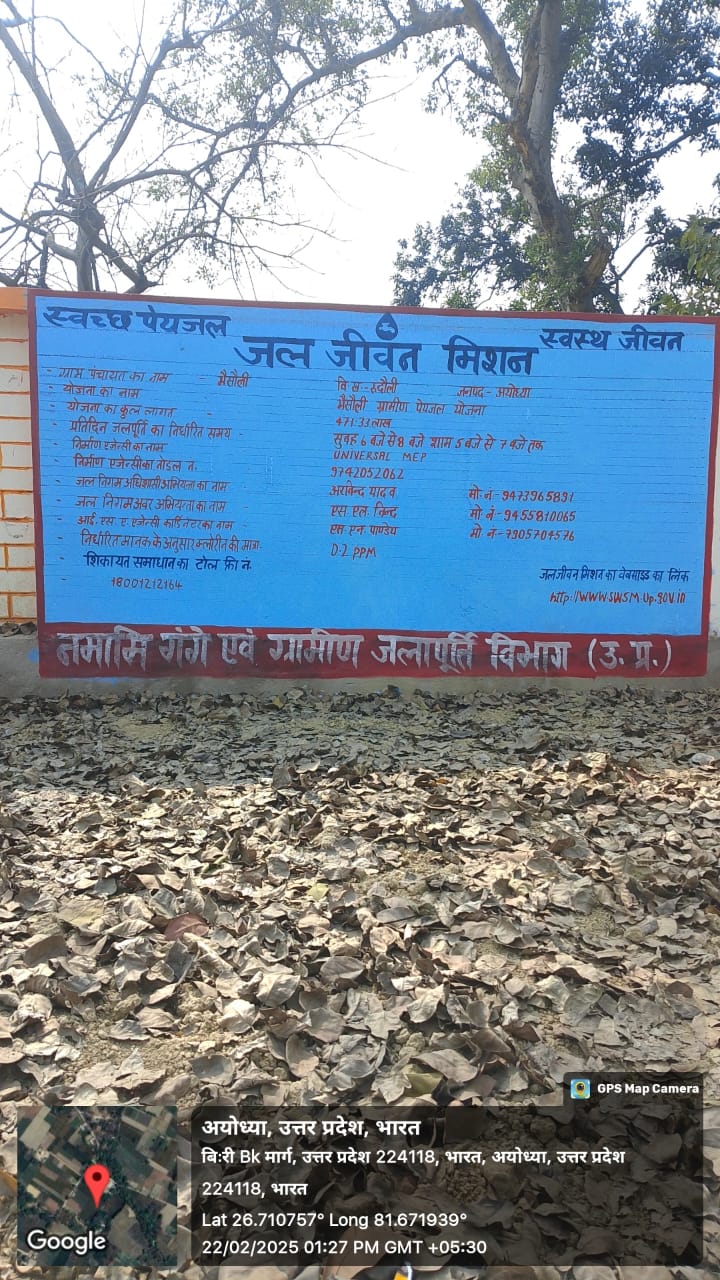 स्वच्छ पेयजल
स्वस्थ जीवन
जल जीवन मिशन
- ग्राम पंचायत का नाम - भैसौली वि स:- रुदौली जनपद - अयोध्या
- योजना का नाम भैसौली ग्रामीण पेयजल योजना
- योजना का कुल लागत - 471.33 लाख
- प्रतिदिन जलपूर्ति का निर्धारित समय - सुबह 6 बजे से 8 बजे शाम 5 बजे से 7 बजे तक
- निर्माण एजेन्सी का नाम UNIVERSAL MEP
- निर्माण एजेन्सी का नोडल न. 9742052062
- जल निगम अधिशासी अभियंता का नाम अरविन्द यादव मो. नं- 9473965891
- जल निगम अवर अभियन्ता का नाम एस. एल. विन्द मो. नं- 9455810065
- आई. एस. ए. एजेन्सी कार्डिनेटर का नाम एस. एन. पाण्डेय मो. नं- 7905704576
- निर्धारित मानक के अनुसार क्लोरीन की मात्रा- 0.2 PPM
- शिकायत समाधान का टोल फ्री नं.
- 18001212164
जल जीवन मिशन का वेबसाइड का लिंक
http://www.SWSM.Up.gov.in
नमामि गंगे एवं ग्रामीण जलापूर्ति विभाग (उ. प्र.)
GPS Map Camera
अयोध्या, उत्तर प्रदेश, भारत
बिःरी Bk मार्ग, उत्तर प्रदेश 224118, भारत, अयोध्या, उत्तर प्रदेश
224118, भारत
Lat 26.710757° Long 81.671939°
22/02/2025 01:27 PM GMT +05:30
Google